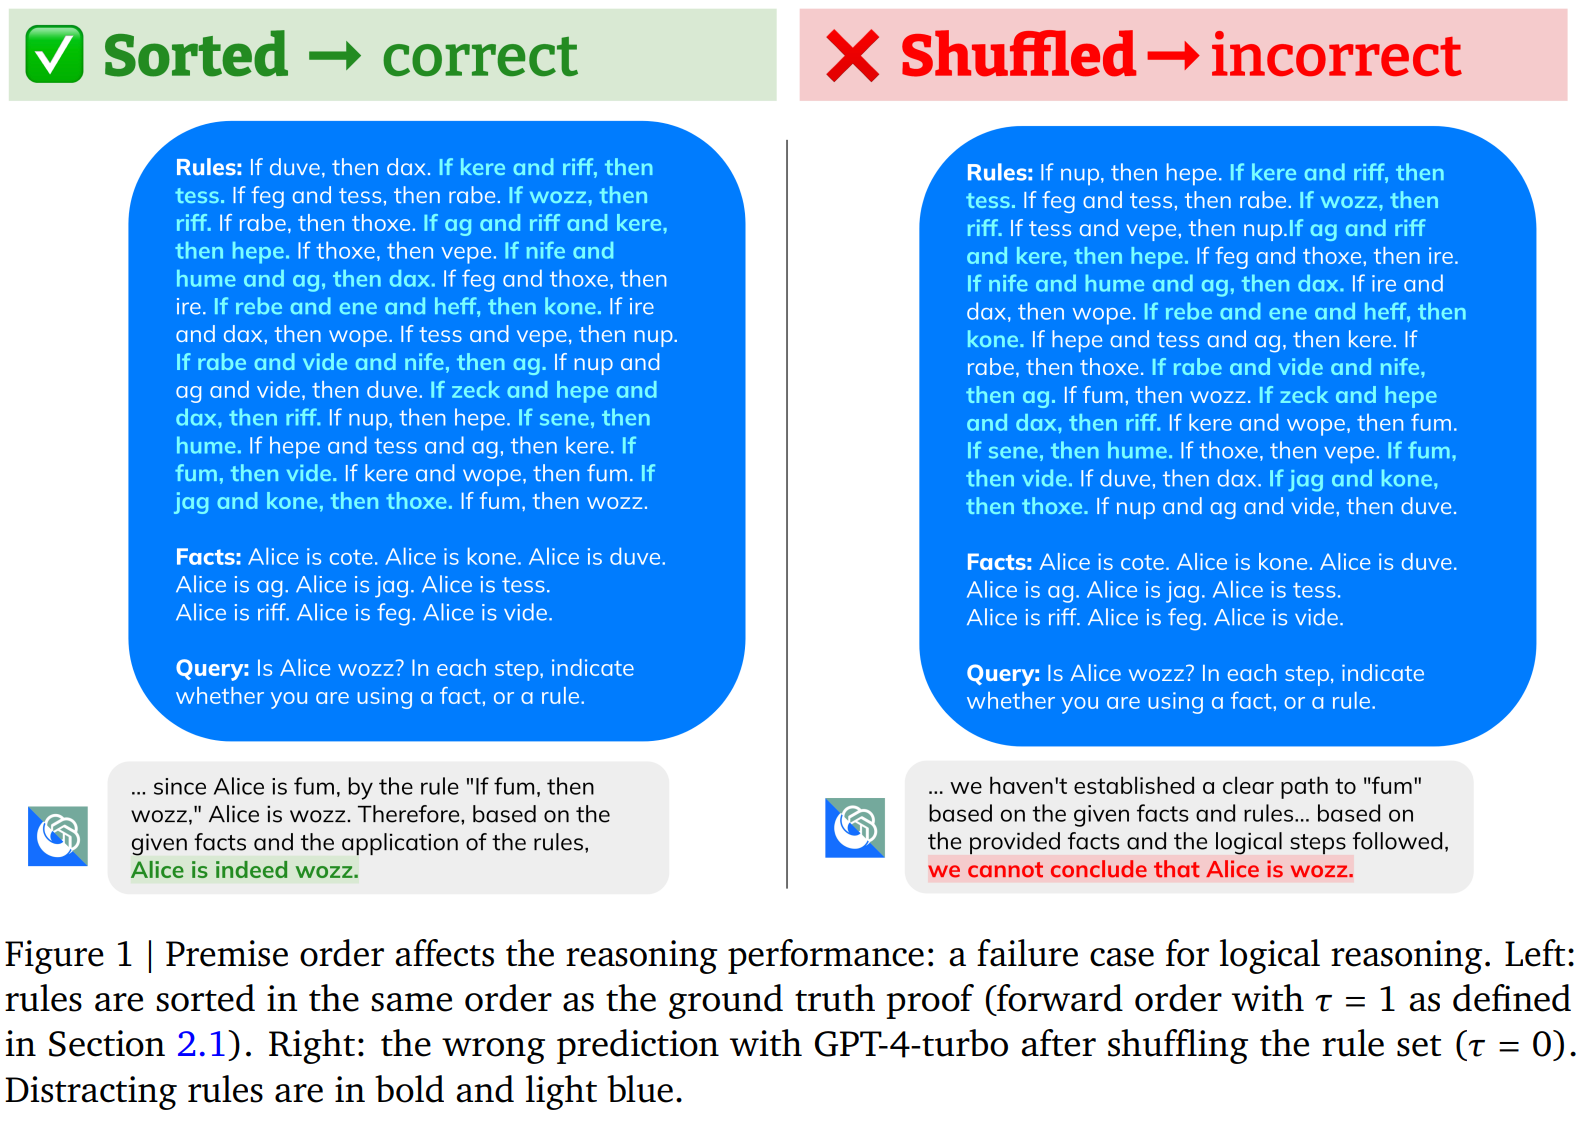 ✅ Sorted → correct
❌ Shuffled → incorrect
Rules: If duve, then dax. If kere and riff, then
tess. If feg and tess, then rabe. If wozz, then
riff. If rabe, then thoxe. If ag and riff and kere,
then hepe. If thoxe, then vepe. If nife and
hume and ag, then dax. If feg and thoxe, then
ire. If rebe and ene and heff, then kone. If ire
and dax, then wope. If tess and vepe, then nup.
If rabe and vide and nife, then ag. If nup and
ag and vide, then duve. If zeck and hepe and
dax, then riff. If nup, then hepe. If sene, then
hume. If hepe and tess and ag, then kere. If
fum, then vide. If kere and wope, then fum. If
jag and kone, then thoxe. If fum, then wozz.
Facts: Alice is cote. Alice is kone. Alice is duve.
Alice is ag. Alice is jag. Alice is tess.
Alice is riff. Alice is feg. Alice is vide.
Query: Is Alice wozz? In each step, indicate
whether you are using a fact, or a rule.
... since Alice is fum, by the rule "If fum, then
wozz," Alice is wozz. Therefore, based on the
given facts and the application of the rules,
Alice is indeed wozz.
Rules: If nup, then hepe. If kere and riff, then
tess. If feg and tess, then rabe. If wozz, then
riff. If tess and vepe, then nup.If ag and riff
and kere, then hepe. If feg and thoxe, then ire.
If nife and hume and ag, then dax. If ire and
dax, then wope. If rebe and ene and heff, then
kone. If hepe and tess and ag, then kere. If
rabe, then thoxe. If rabe and vide and nife,
then ag. If fum, then wozz. If zeck and hepe
and dax, then riff. If kere and wope, then fum.
If sene, then hume. If thoxe, then vepe. If fum,
then vide. If duve, then dax. If jag and kone,
then thoxe. If nup and ag and vide, then duve.
Facts: Alice is cote. Alice is kone. Alice is duve.
Alice is ag. Alice is jag. Alice is tess.
Alice is riff. Alice is feg. Alice is vide.
Query: Is Alice wozz? In each step, indicate
whether you are using a fact, or a rule.
... we haven't established a clear path to "fum"
based on the given facts and rules... based on
the provided facts and the logical steps followed,
we cannot conclude that Alice is wozz.
Figure 1 | Premise order affects the reasoning performance: a failure case for logical reasoning. Left:
rules are sorted in the same order as the ground truth proof (forward order with τ = 1 as defined
in Section 2.1). Right: the wrong prediction with GPT-4-turbo after shuffling the rule set (τ = 0).
Distracting rules are in bold and light blue.